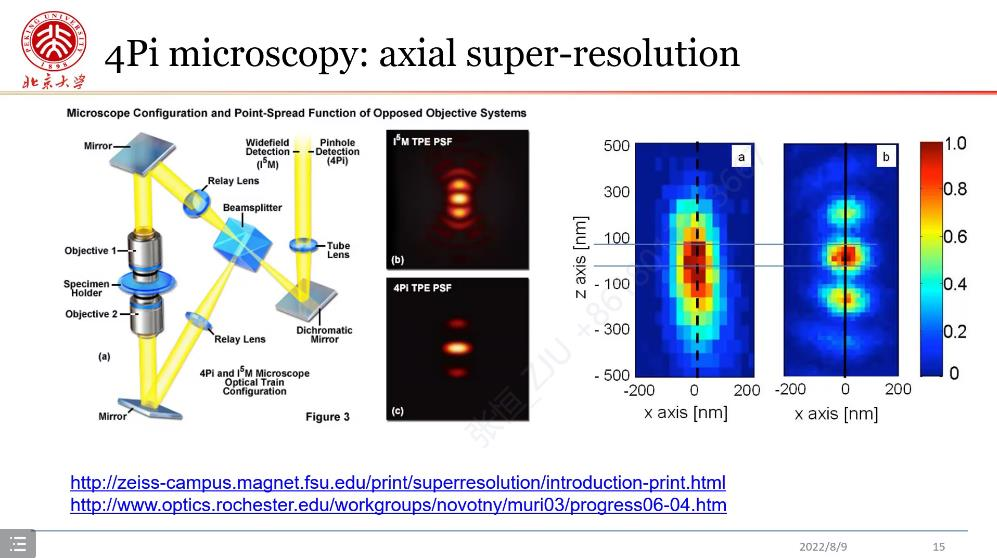 PEKING UNIVERSITY
1898
北京大学
4Pi microscopy: axial super-resolution
Microscope Configuration and Point-Spread Function of Opposed Objective Systems
Mirror
Widefield
Detection
(I⁵M)
Pinhole
Detection
(4Pi)
Relay Lens
Beamsplitter
Objective 1
Tube
Lens
Specimen
Holder
Objective 2
Relay Lens
Dichromatic
Mirror
(a)
4Pi and I⁵M Microscope
Optical Train
Configuration
Mirror
Figure 3
I⁵M TPE PSF
(b)
4Pi TPE PSF
(c)
z axis [nm]
500
300
100
- 100
- 300
- 500
a
-200
0
200
x axis [nm]
b
-200
0
200
x axis [nm]
1.0
0.8
0.6
0.4
0.2
0
张恒_ZJU
http://zeiss-campus.magnet.fsu.edu/print/superresolution/introduction-print.html
http://www.optics.rochester.edu/workgroups/novotny/muri03/progress06-04.htm
2022/8/9
15